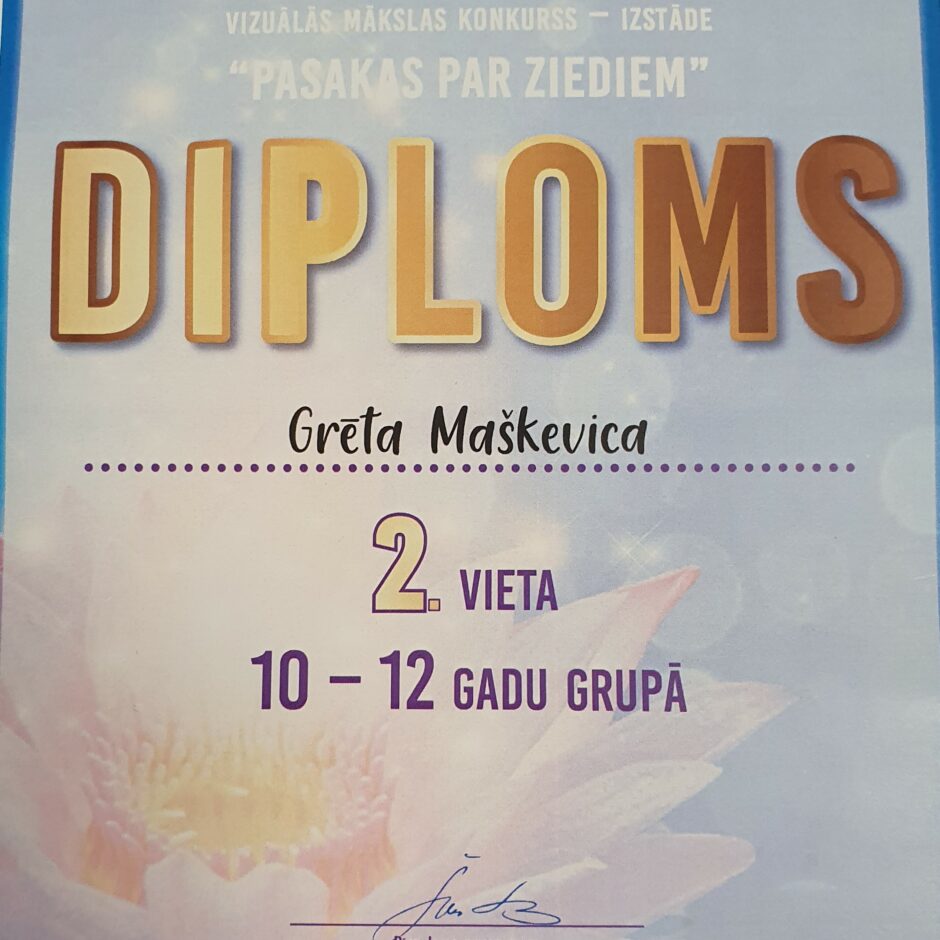 VIZUĀLĀS MĀKSLAS KONKURSS – IZSTĀDE
“PASAKAS PAR ZIEDIEM”
DIPLOMS
Grēta Maškevica
2. VIETA
10 – 12 GADU GRUPĀ